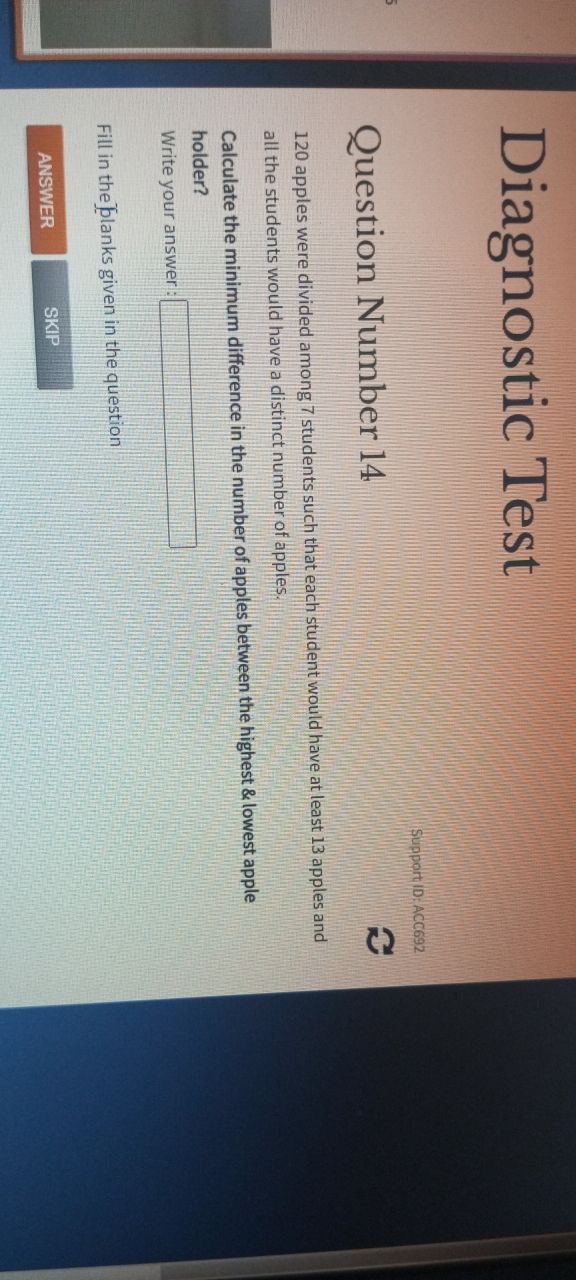 Diagnostic Test
Support ID: ACC692
Question Number 14
120 apples were divided among 7 students such that each student would have at least 13 apples and
all the students would have a distinct number of apples.
Calculate the minimum difference in the number of apples between the highest & lowest apple
holder?
Write your answer :
Fill in the blanks given in the question
ANSWER SKIP